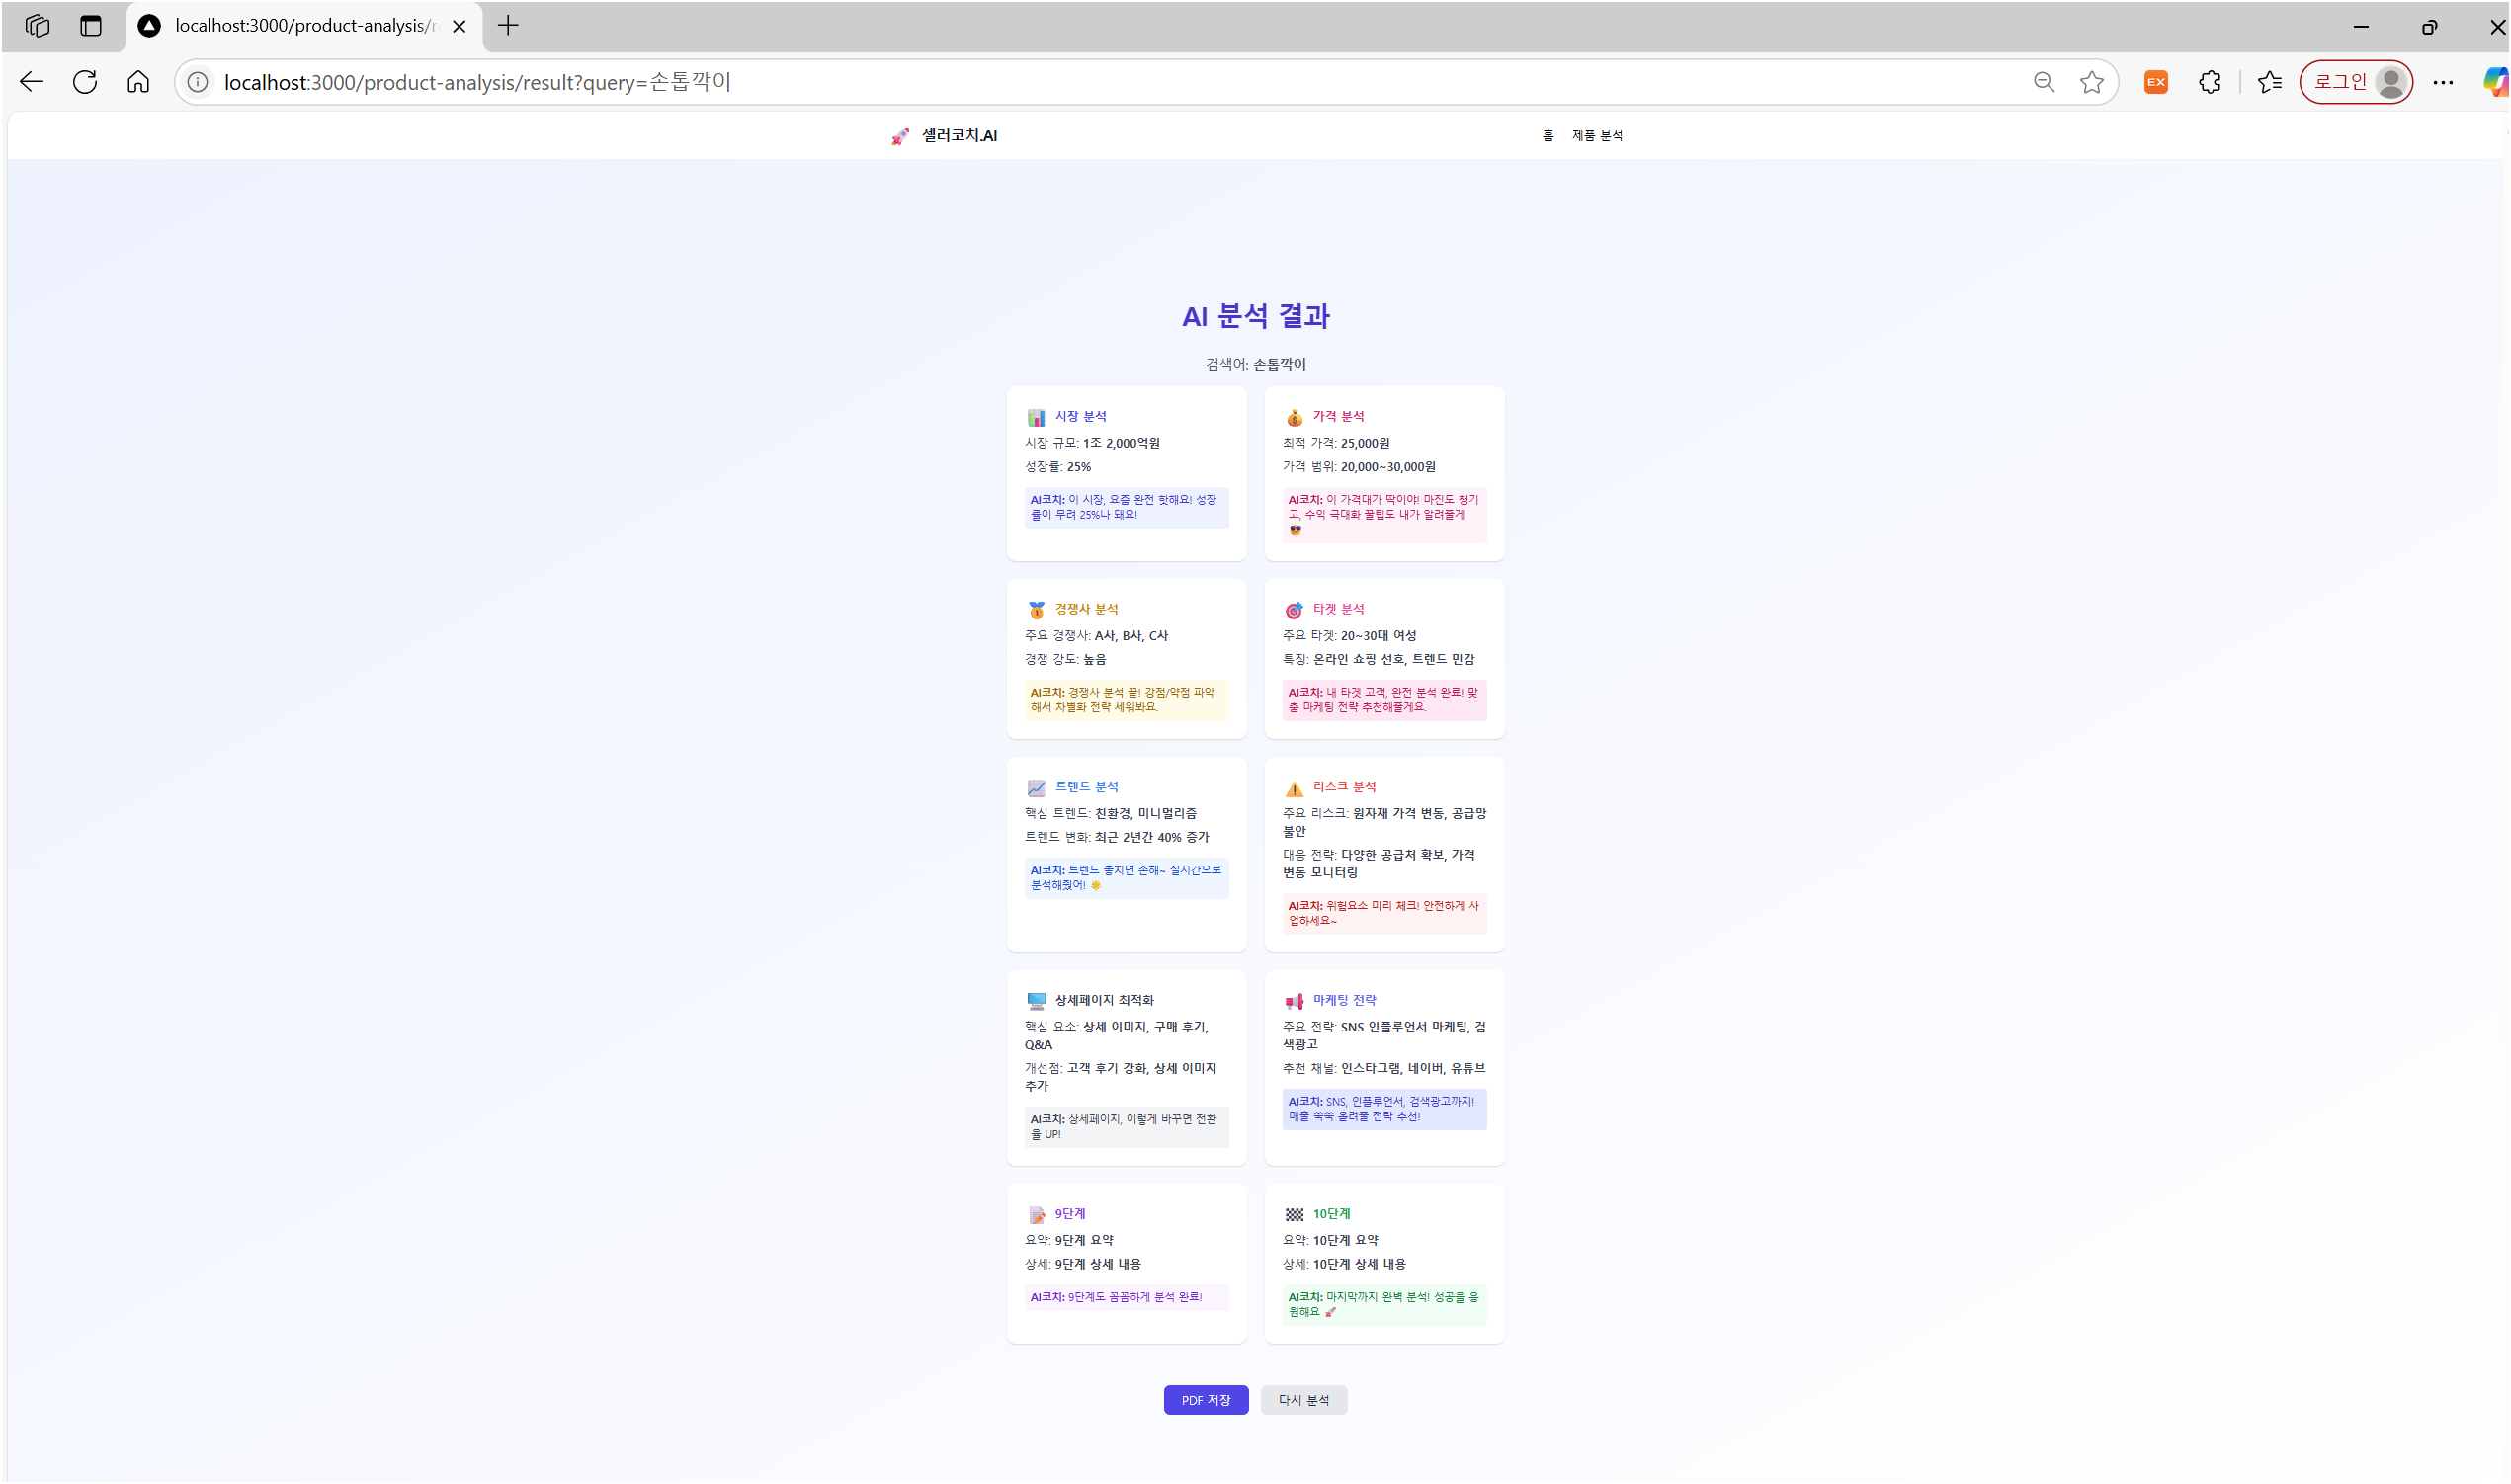 localhost:3000/product-analysis/r
localhost:3000/product-analysis/result?query=손톱깍이
EX
로그인
셀러코치.AI
홈 제품 분석
AI 분석 결과
검색어: 손톱깍이
시장 분석
시장 규모: 1조 2,000억원
성장률: 25%
AI코치: 이 시장, 요즘 완전 핫해요! 성장
률이 무려 25%나 돼요!
가격 분석
최적 가격: 25,000원
가격 범위: 20,000~30,000원
AI코치: 이 가격대가 딱이야! 마진도 챙기
고, 수익 극대화 꿀팁도 내가 알려줄게
😎
경쟁사 분석
주요 경쟁사: A사, B사, C사
경쟁 강도: 높음
AI코치: 경쟁사 분석 끝! 강점/약점 파악
해서 차별화 전략 세워봐요.
타겟 분석
주요 타겟: 20~30대 여성
특징: 온라인 쇼핑 선호, 트렌드 민감
AI코치: 내 타겟 고객, 완전 분석 완료! 맞
춤 마케팅 전략 추천해줄게요.
트렌드 분석
핵심 트렌드: 친환경, 미니멀리즘
트렌드 변화: 최근 2년간 40% 증가
AI코치: 트렌드 놓치면 손해~ 실시간으로
분석해줬어! 🌟
리스크 분석
주요 리스크: 원자재 가격 변동, 공급망
불안
대응 전략: 다양한 공급처 확보, 가격
변동 모니터링
AI코치: 위험요소 미리 체크! 안전하게 사
업하세요~
상세페이지 최적화
핵심 요소: 상세 이미지, 구매 후기,
Q&A
개선점: 고객 후기 강화, 상세 이미지
추가
AI코치: 상세페이지, 이렇게 바꾸면 전환
율 UP!
마케팅 전략
주요 전략: SNS 인플루언서 마케팅, 검
색광고
추천 채널: 인스타그램, 네이버, 유튜브
AI코치: SNS, 인플루언서, 검색광고까지!
매출 쑥쑥 올려줄 전략 추천!
9단계
요약: 9단계 요약
상세: 9단계 상세 내용
AI코치: 9단계도 꼼꼼하게 분석 완료!
10단계
요약: 10단계 요약
상세: 10단계 상세 내용
AI코치: 마지막까지 완벽 분석! 성공을 응
원해요 🚀
PDF 저장 다시 분석